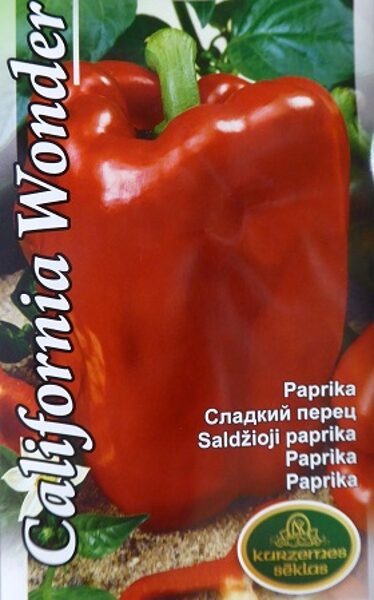 California Wonder
Paprika
Сладкий перец
Saldžioji paprika
Paprika
Paprika
kurzemes
sēklas